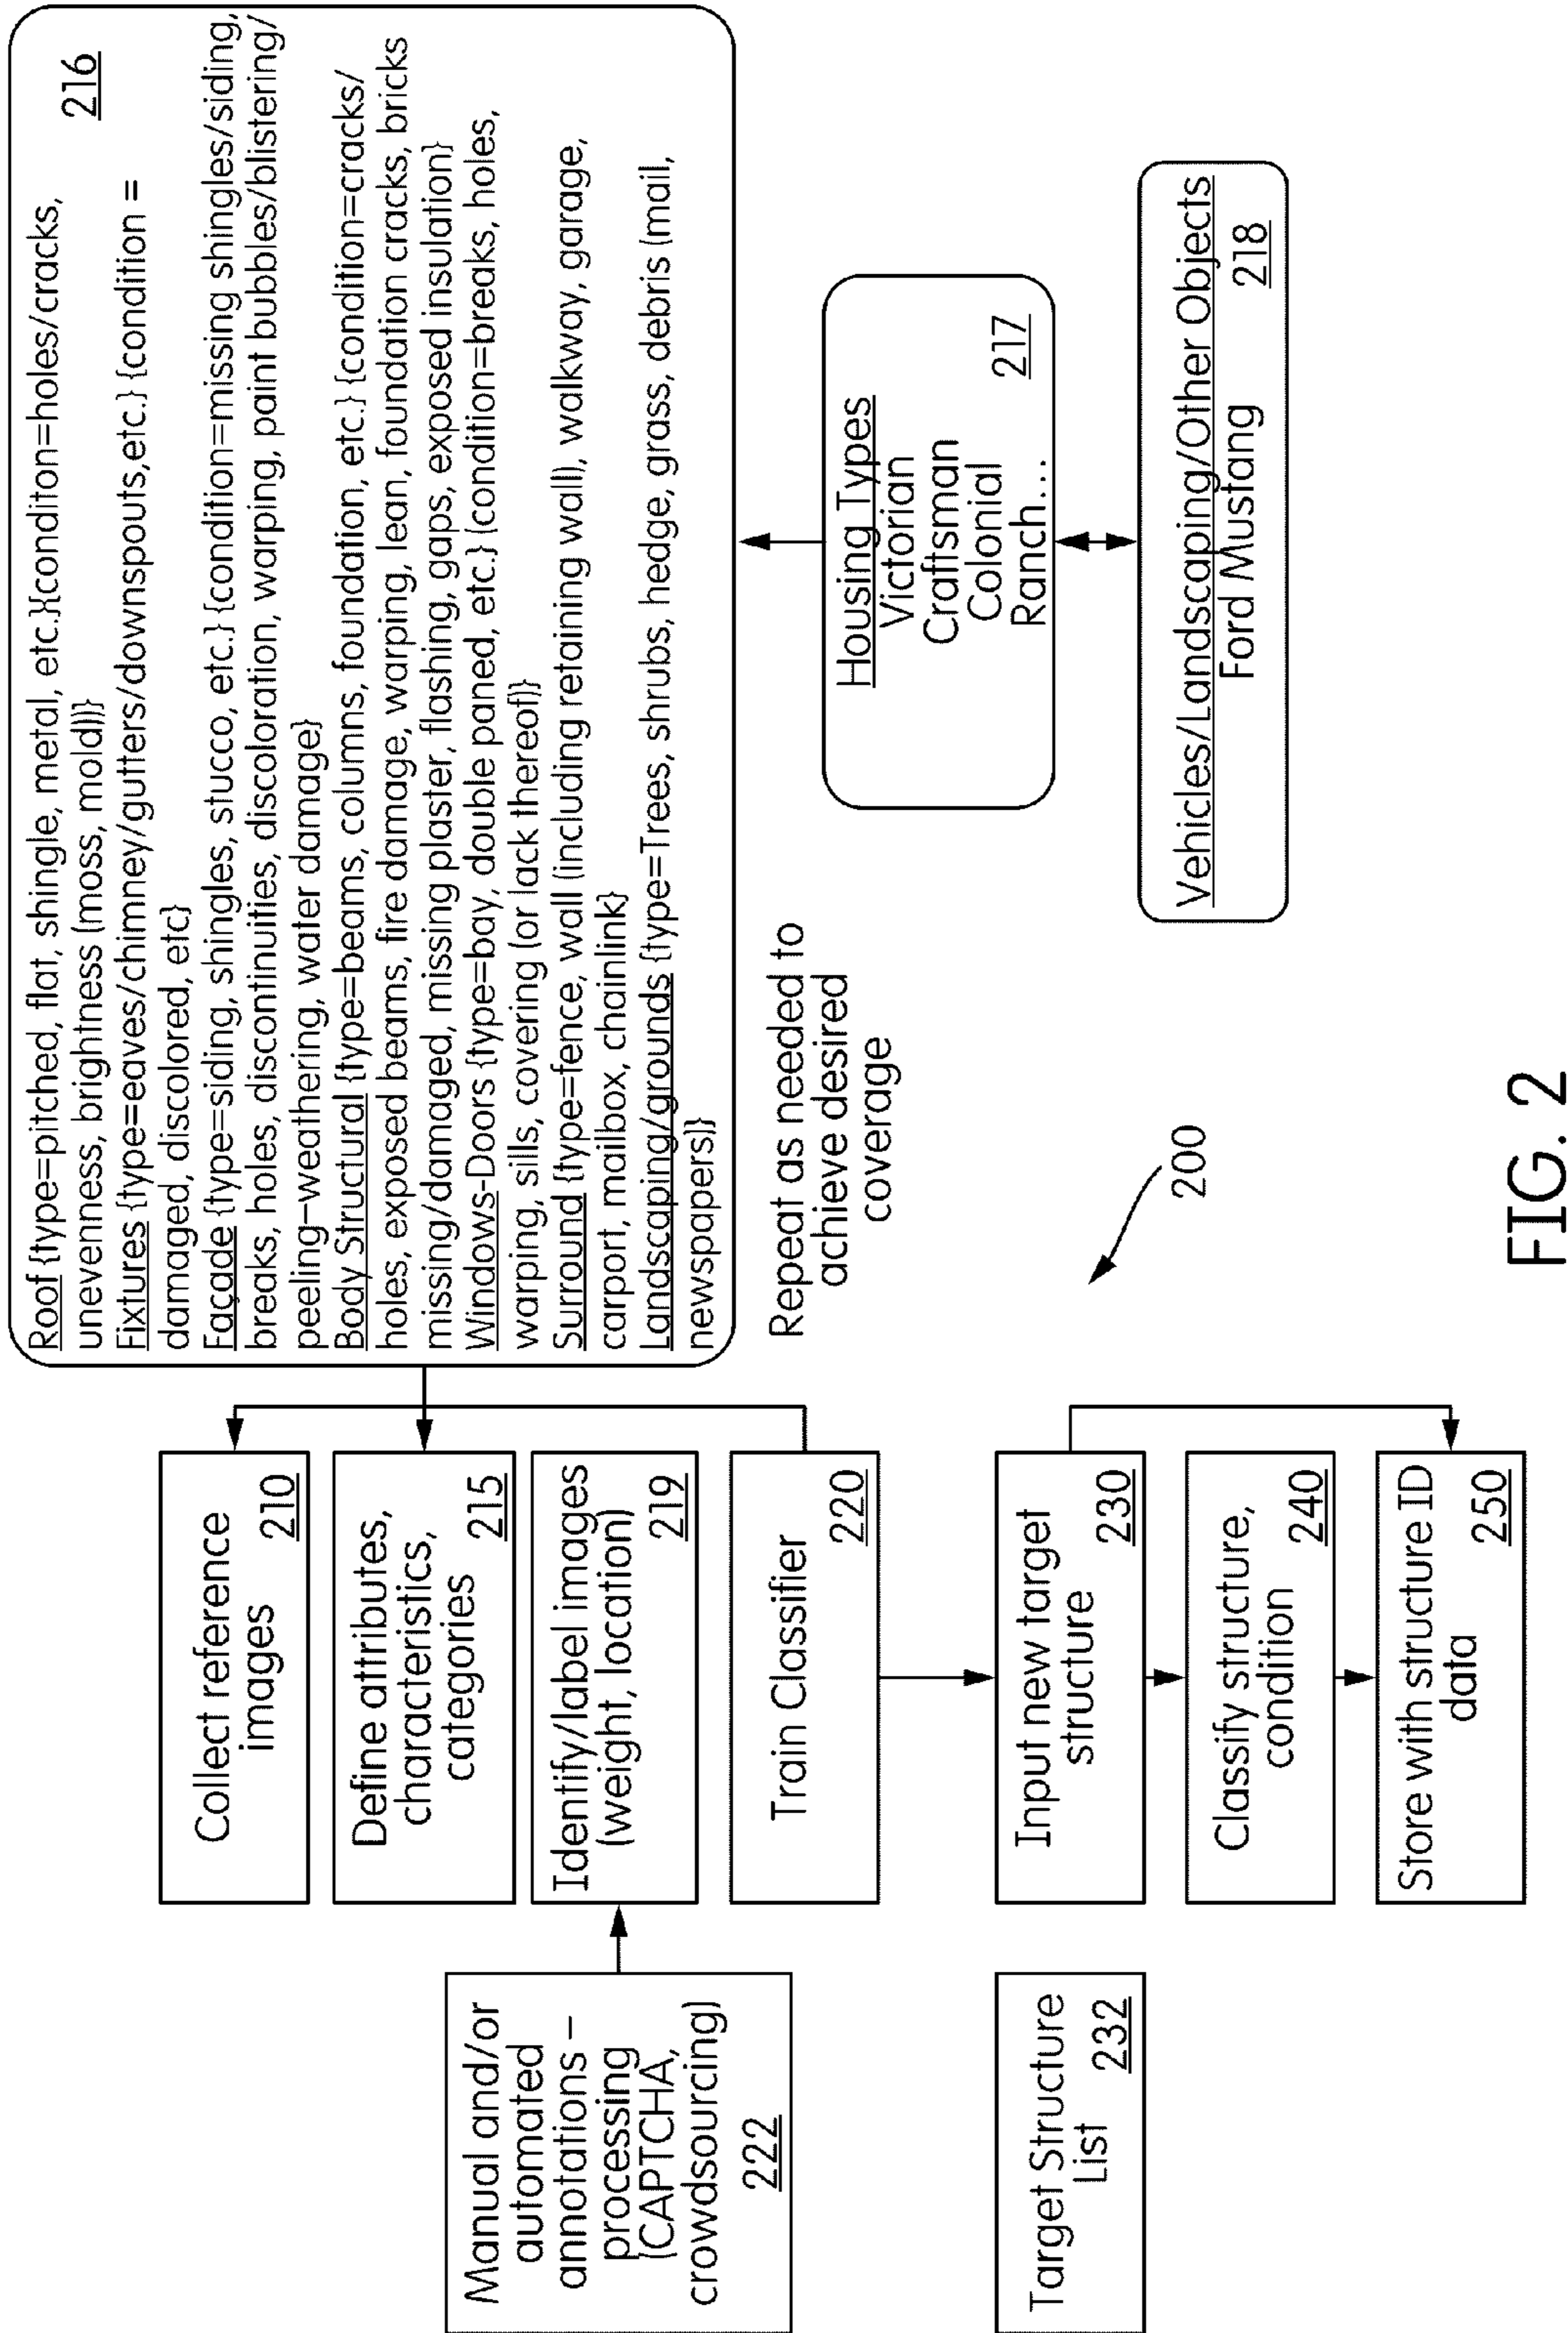 Manual and/or
automated
annotations –
processing
(CAPTCHA,
crowdsourcing)
222
Target Structure
List 232
Collect reference
images 210
Define attributes,
characteristics, 215
categories
Identify/label images
(weight, location) 219
Train Classifier 220
Input new target
structure 230
Classify structure,
condition 240
Store with structure ID
data 250
Roof {type=pitched, flat, shingle, metal, etc.}{conditon=holes/cracks,
unevenness, brightness (moss, mold))} 216
Fixtures {type=eaves/chimney/gutters/downspouts,etc.} {condition =
damaged, discolored, etc}
Façade {type=siding, shingles, stucco, etc.} {condition=missing shingles/siding,
breaks, holes, discontinuities, discoloration, warping, paint bubbles/blistering/
peeling–weathering, water damage}
Body Structural {type=beams, columns, foundation, etc.} {condition=cracks/
holes, exposed beams, fire damage, warping, lean, foundation cracks, bricks
missing/damaged, missing plaster, flashing, gaps, exposed insulation}
Windows-Doors {type=bay, double paned, etc.} {condition=breaks, holes,
warping, sills, covering (or lack thereof)}
Surround {type=fence, wall (including retaining wall), walkway, garage,
carport, mailbox, chainlink}
Landscaping/grounds {type=Trees, shrubs, hedge, grass, debris (mail,
newspapers)}
Repeat as needed to
achieve desired
coverage
Housing Types
Victorian
Craftsman
Colonial
Ranch... 217
Vehicles/Landscaping/Other Objects
Ford Mustang 218
200
FIG. 2